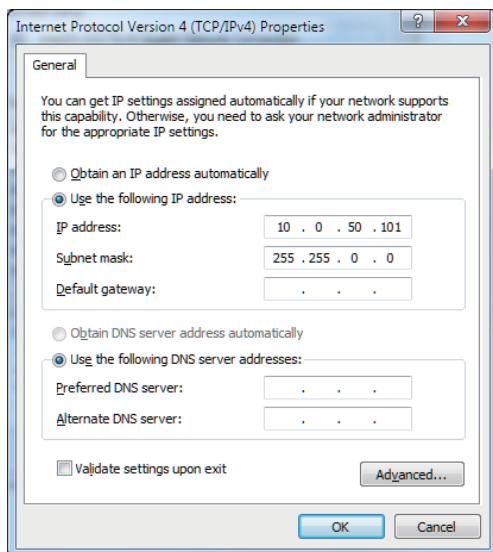 Internet Protocol Version 4 (TCP/IPv4) Properties
General
You can get IP settings assigned automatically if your network supports
this capability. Otherwise, you need to ask your network administrator
for the appropriate IP settings.
Obtain an IP address automatically
Use the following IP address:
IP address: 10 . 0 . 50 . 101
Subnet mask: 255 . 255 . 0 . 0
Default gateway: . . .
Obtain DNS server address automatically
Use the following DNS server addresses:
Preferred DNS server: . . .
Alternate DNS server: . . .
Validate settings upon exit
Advanced...
OK Cancel